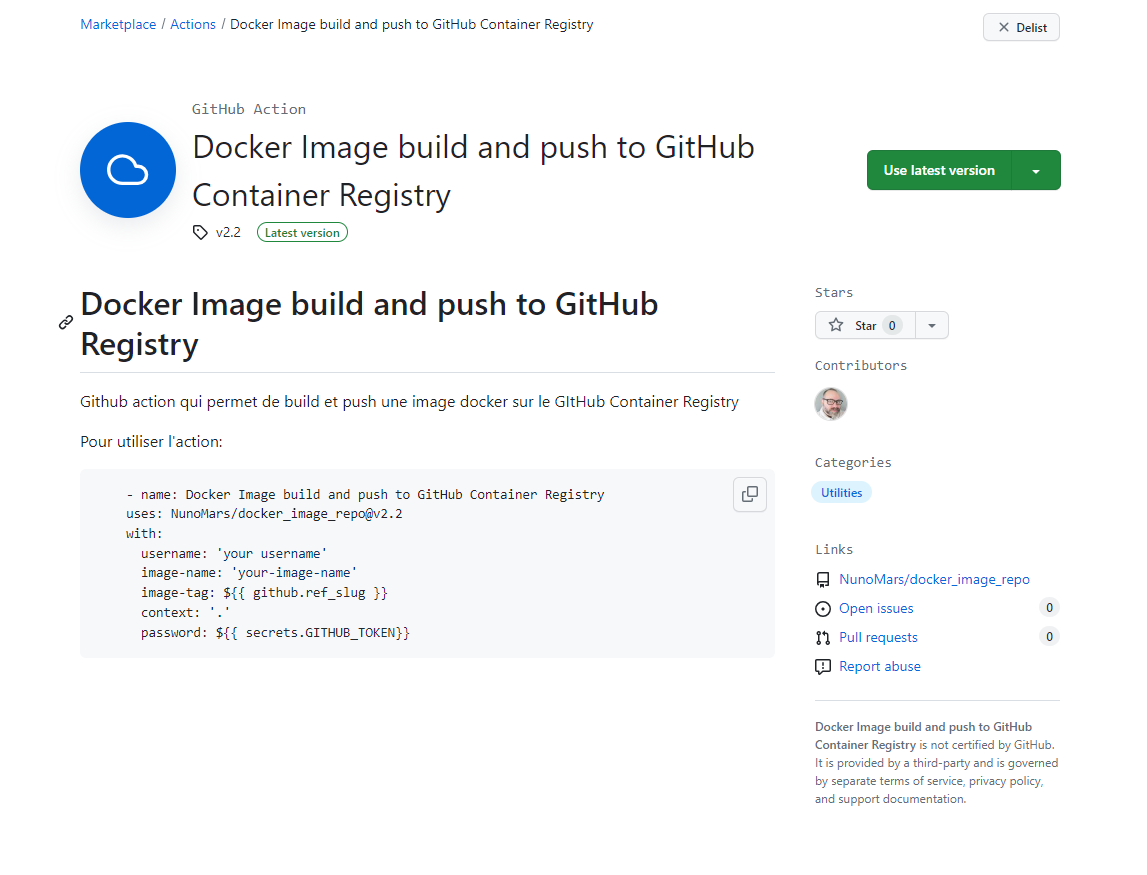 Marketplace / Actions / Docker Image build and push to GitHub Container Registry
Delist
GitHub Action
Docker Image build and push to GitHub
Container Registry
v2.2 Latest version
Use latest version
Docker Image build and push to GitHub
Registry
Github action qui permet de build et push une image docker sur le GItHub Container Registry
Pour utiliser l'action:
- name: Docker Image build and push to GitHub Container Registry
uses: NunoMars/docker_image_repo@v2.2
with:
username: 'your username'
image-name: 'your-image-name'
image-tag: ${{ github.ref_slug }}
context: '.'
password: ${{ secrets.GITHUB_TOKEN}}
Stars
Star 0
Contributors
Categories
Utilities
Links
NunoMars/docker_image_repo
Open issues 0
Pull requests 0
Report abuse
Docker Image build and push to GitHub
Container Registry is not certified by GitHub.
It is provided by a third-party and is governed
by separate terms of service, privacy policy,
and support documentation.